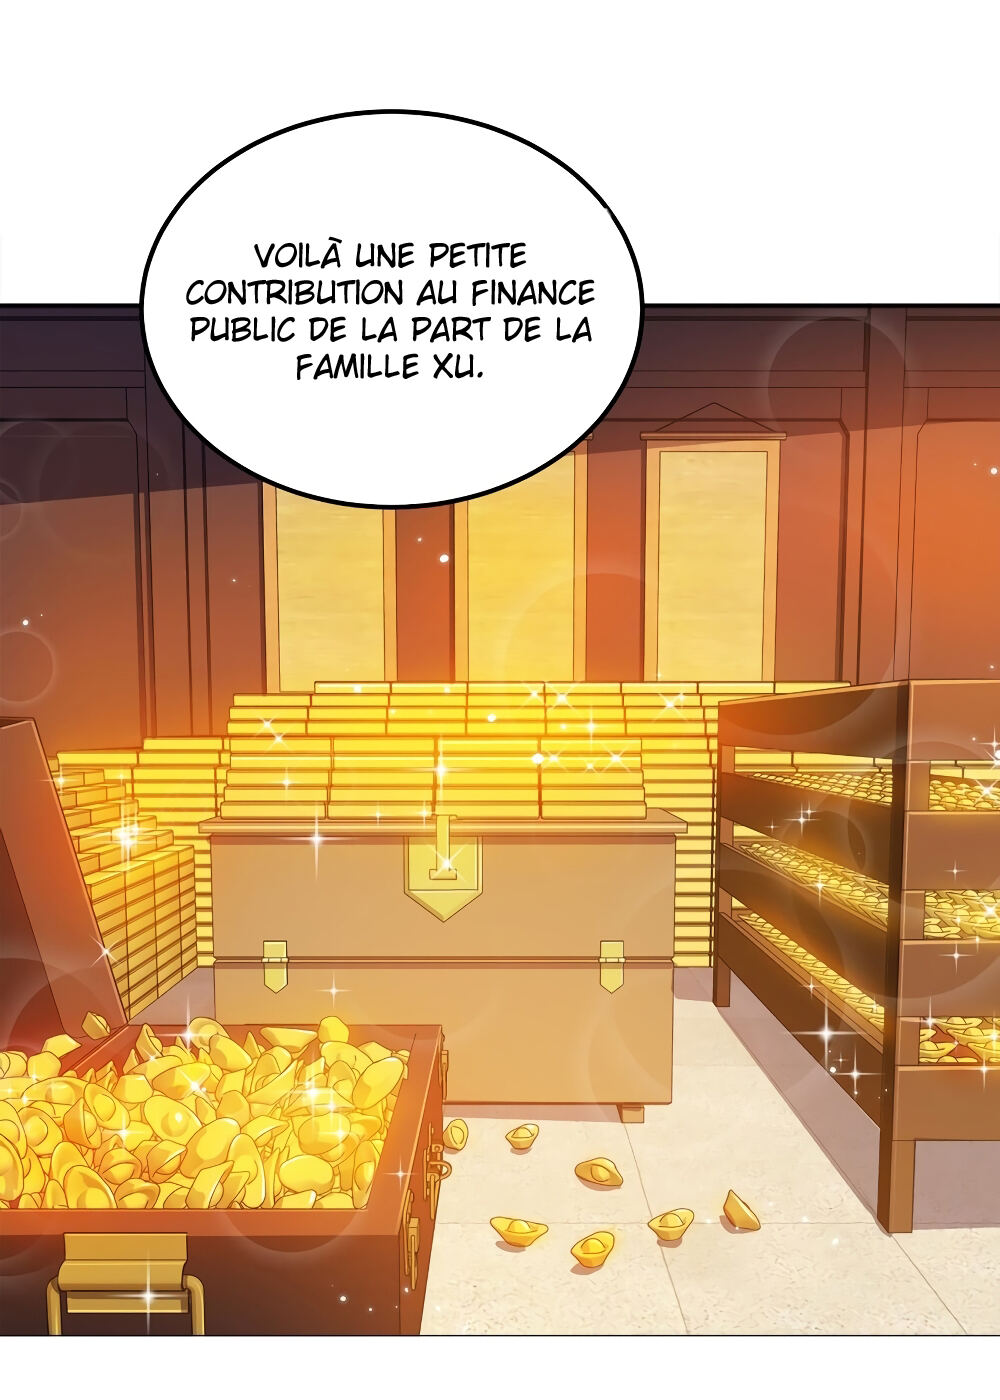 VOILÀ UNE PETITE
CONTRIBUTION AU FINANCE
PUBLIC DE LA PART DE LA
FAMILLE XU.